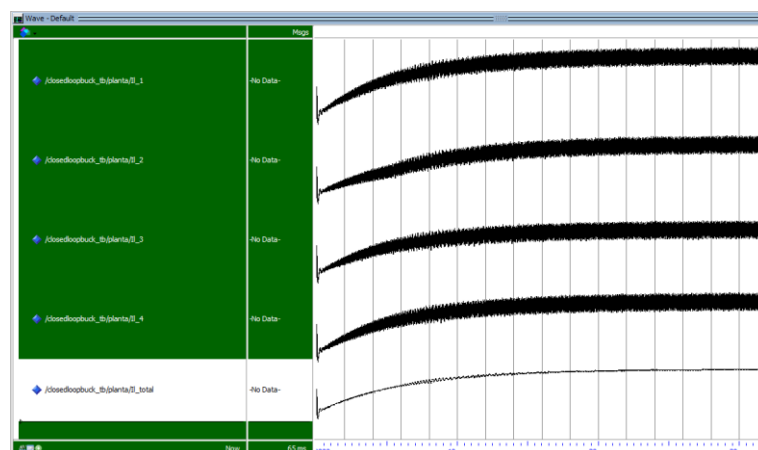 Wave - Default
Msgs
/closedloopbuck_tb/planta/Il_1 -No Data-
/closedloopbuck_tb/planta/Il_2 -No Data-
/closedloopbuck_tb/planta/Il_3 -No Data-
/closedloopbuck_tb/planta/Il_4 -No Data-
/closedloopbuck_tb/planta/Il_total -No Data-
Now 65 ms